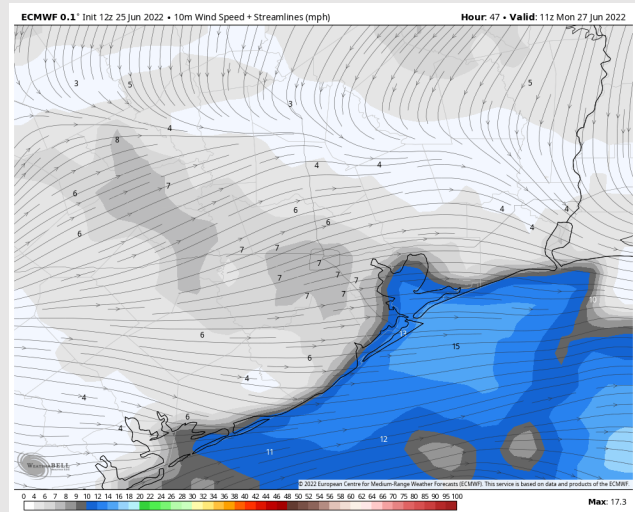 ECMWF 0.1° Init 12z 25 Jun 2022 • 10m Wind Speed + Streamlines (mph) Hour: 47 • Valid: 11z Mon 27 Jun 2022
3 5 5
3
4
8
4 4
7
6
6 4 4
6 4
6
7 7
7
7 7 7
7 7
10
13
15
6
6
4
4
6
4
12
11
WEATHERBELL
© 2022 European Centre for Medium-Range Weather Forecasts (ECMWF). This service is based on data and products of the ECMWF.
0 4 6 7 8 9 10 12 14 16 18 20 22 24 26 28 30 32 34 36 38 40 42 44 46 48 50 52 54 56 58 60 62 64 66 70 75 80 85 90 95 100
Max: 17.3